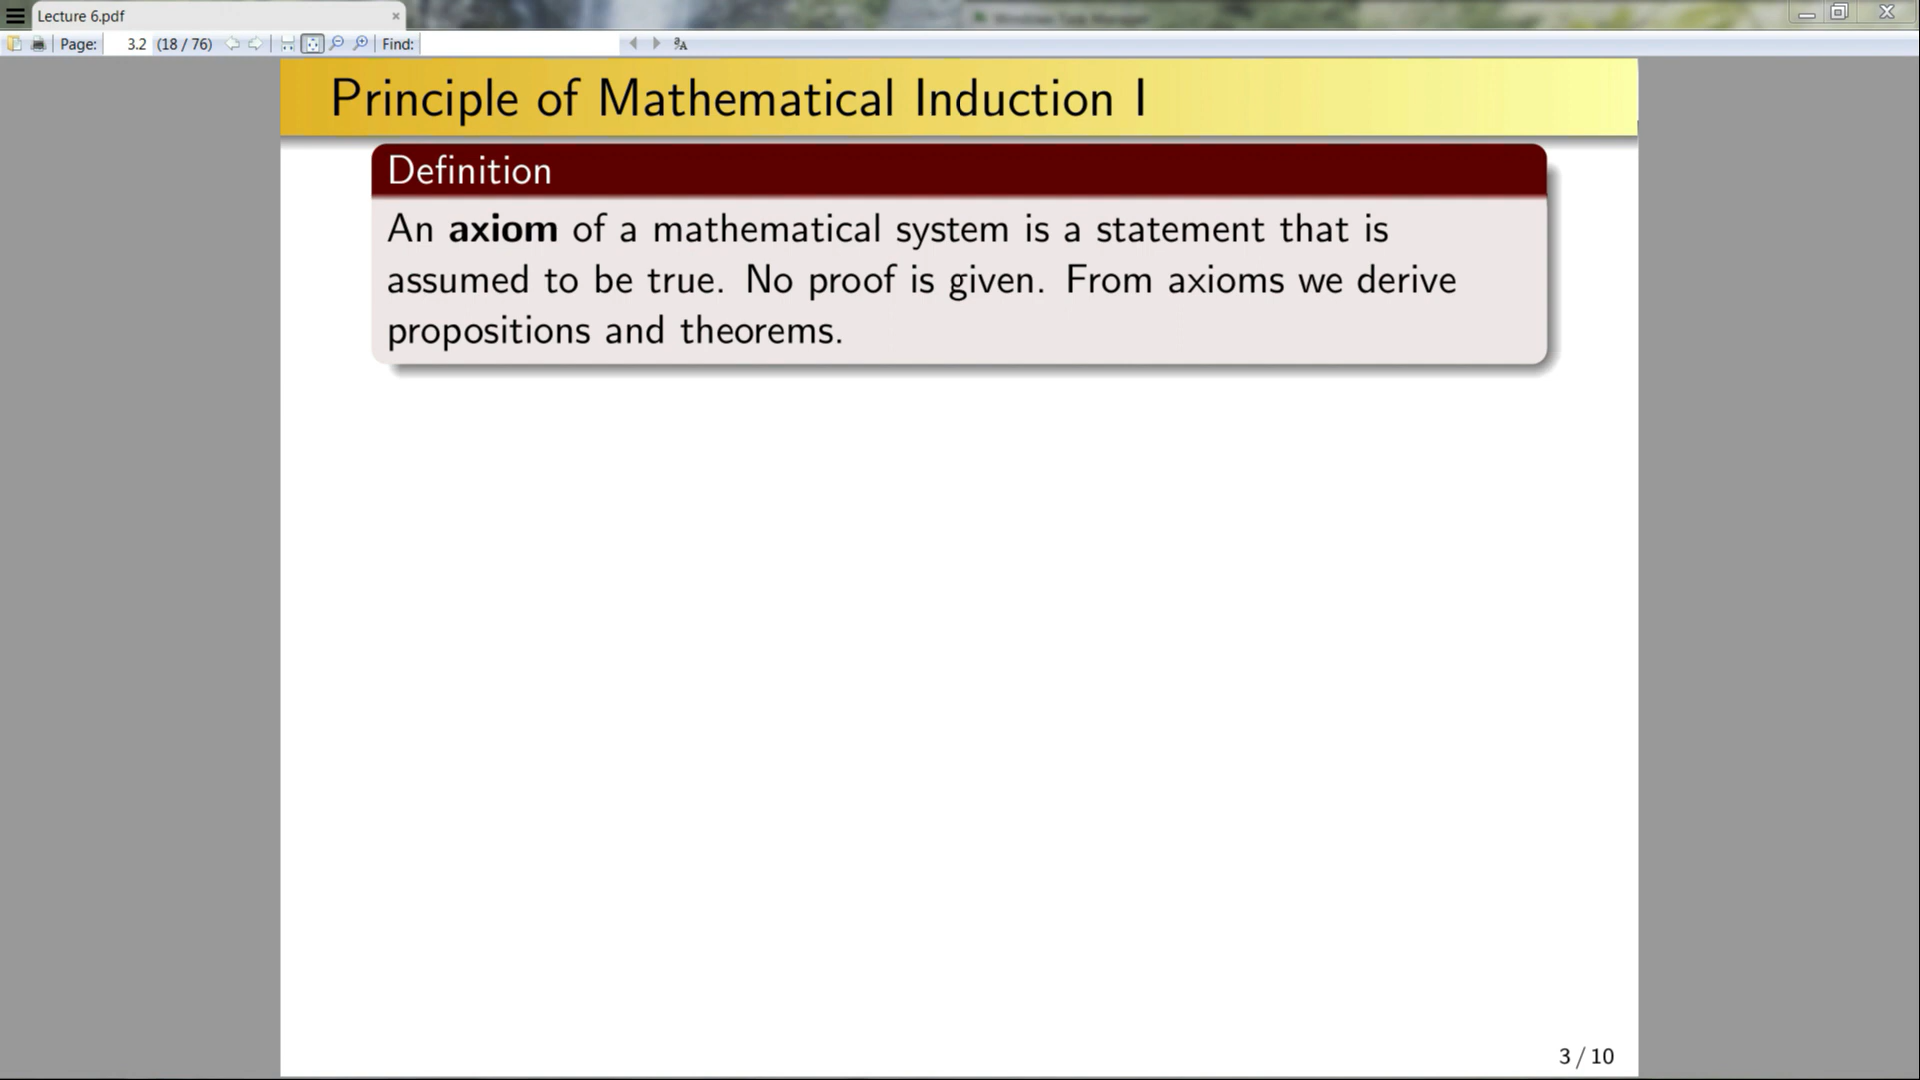 Lecture 6.pdf
Page: 3.2 (18 / 76) Find:
Principle of Mathematical Induction I
Definition
An axiom of a mathematical system is a statement that is
assumed to be true. No proof is given. From axioms we derive
propositions and theorems.
3 / 10